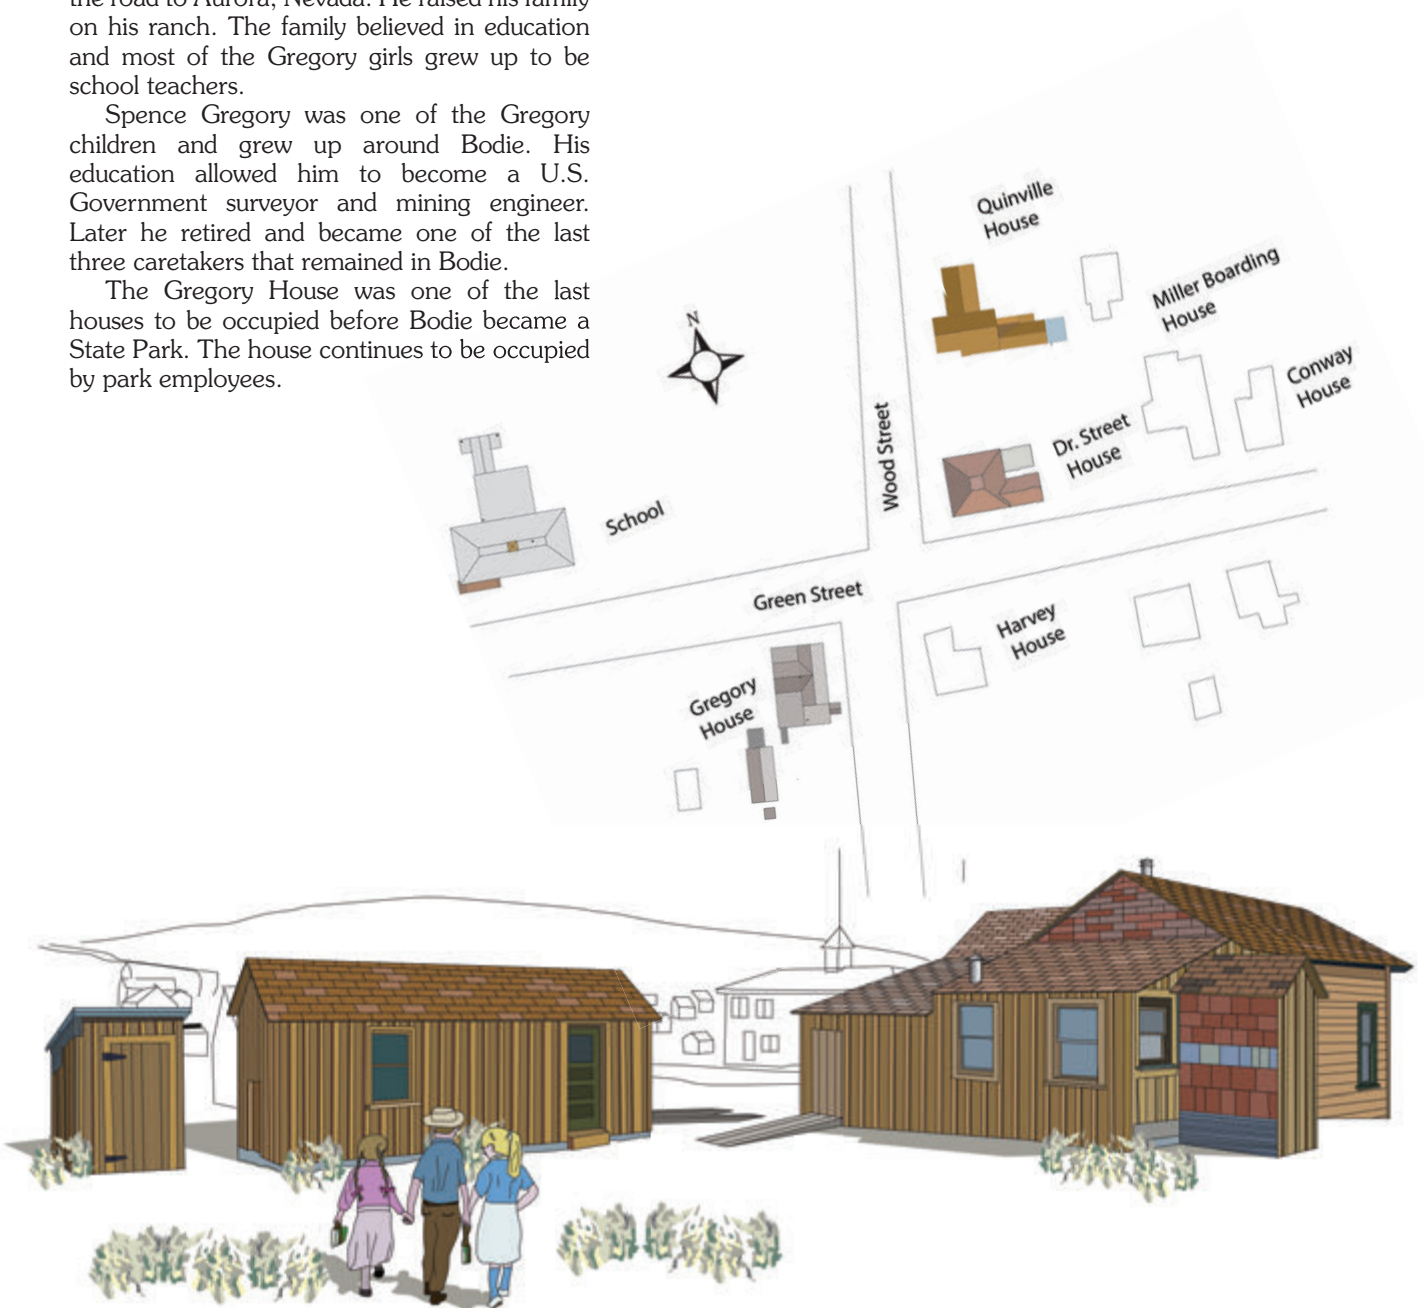 the road to Aurora, Nevada. He raised his family
on his ranch. The family believed in education
and most of the Gregory girls grew up to be
school teachers.
Spence Gregory was one of the Gregory
children and grew up around Bodie. His
education allowed him to become a U.S.
Government surveyor and mining engineer.
Later he retired and became one of the last
three caretakers that remained in Bodie.
The Gregory House was one of the last
houses to be occupied before Bodie became a
State Park. The house continues to be occupied
by park employees.
N
Quinville
House
Miller Boarding
House
Conway
House
Dr. Street
House
Wood Street
School
Green Street
Harvey
House
Gregory
House